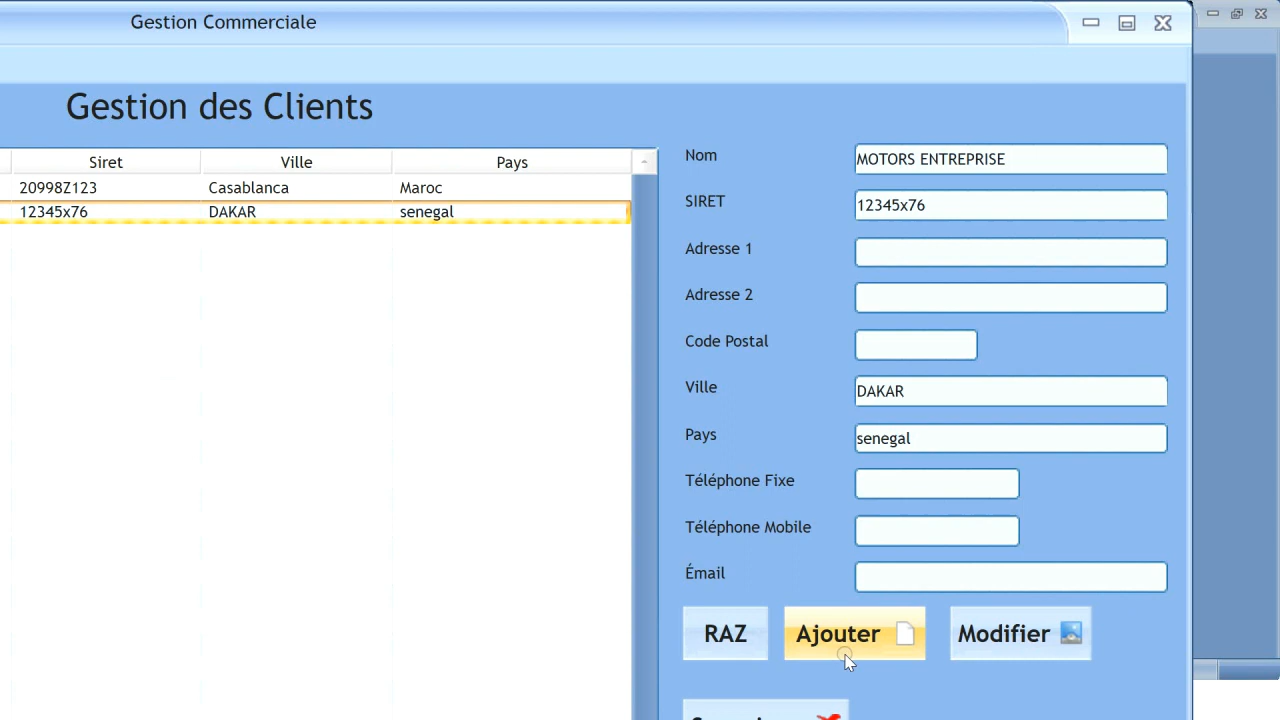 Gestion Commerciale
Gestion des Clients
Siret Ville Pays
20998Z123 Casablanca Maroc
12345x76 DAKAR senegal
Nom MOTORS ENTREPRISE
SIRET 12345x76
Adresse 1
Adresse 2
Code Postal
Ville DAKAR
Pays senegal
Téléphone Fixe
Téléphone Mobile
Émail
RAZ Ajouter Modifier